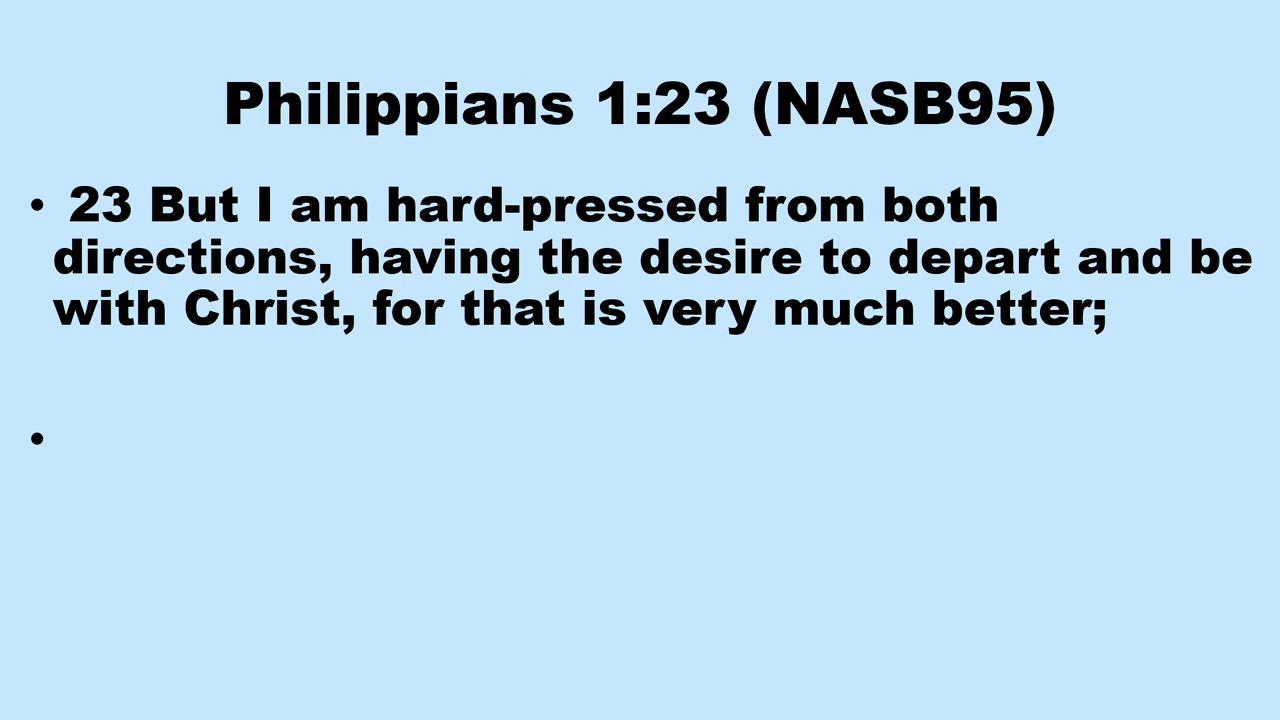 Philippians 1:23 (NASB95)
• 23 But I am hard-pressed from both
directions, having the desire to depart and be
with Christ, for that is very much better;
•